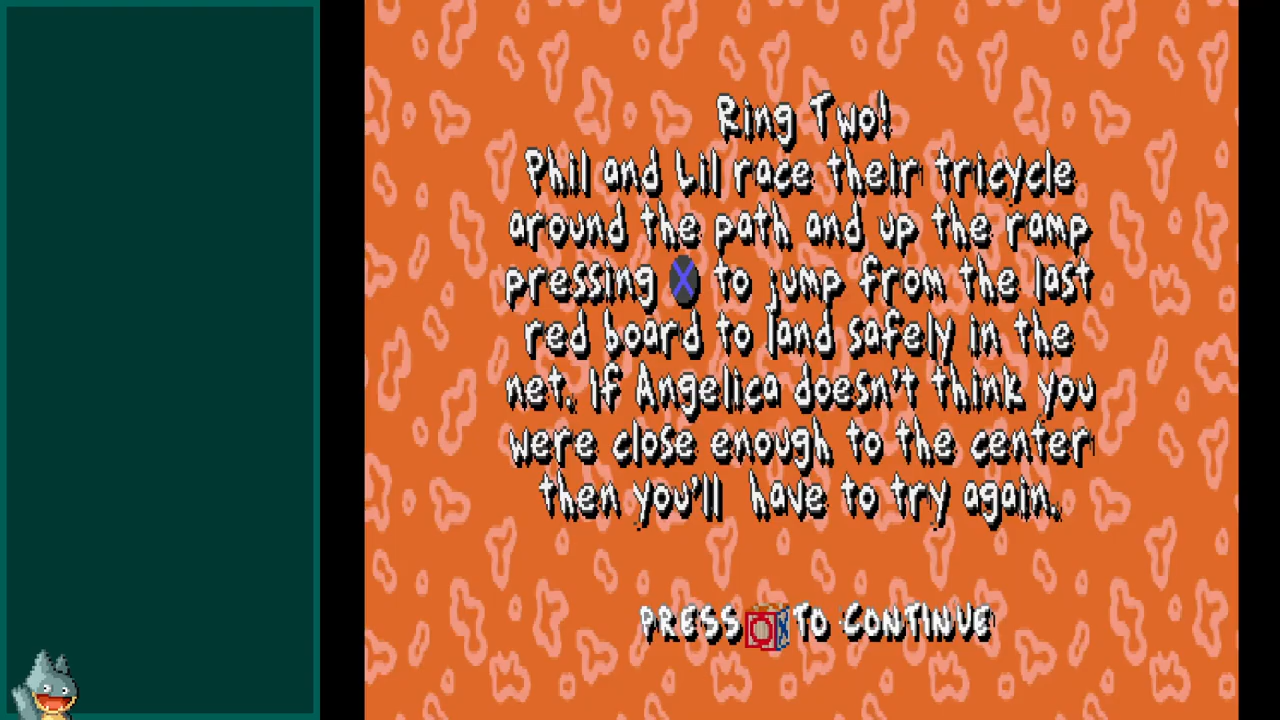 Ring Two!
Phil and Lil race their tricycle
around the path and up the ramp
pressing X to jump from the last
red board to land safely in the
net. If Angelica doesn't think you
were close enough to the center
then you'll have to try again.
PRESS O TO CONTINUE